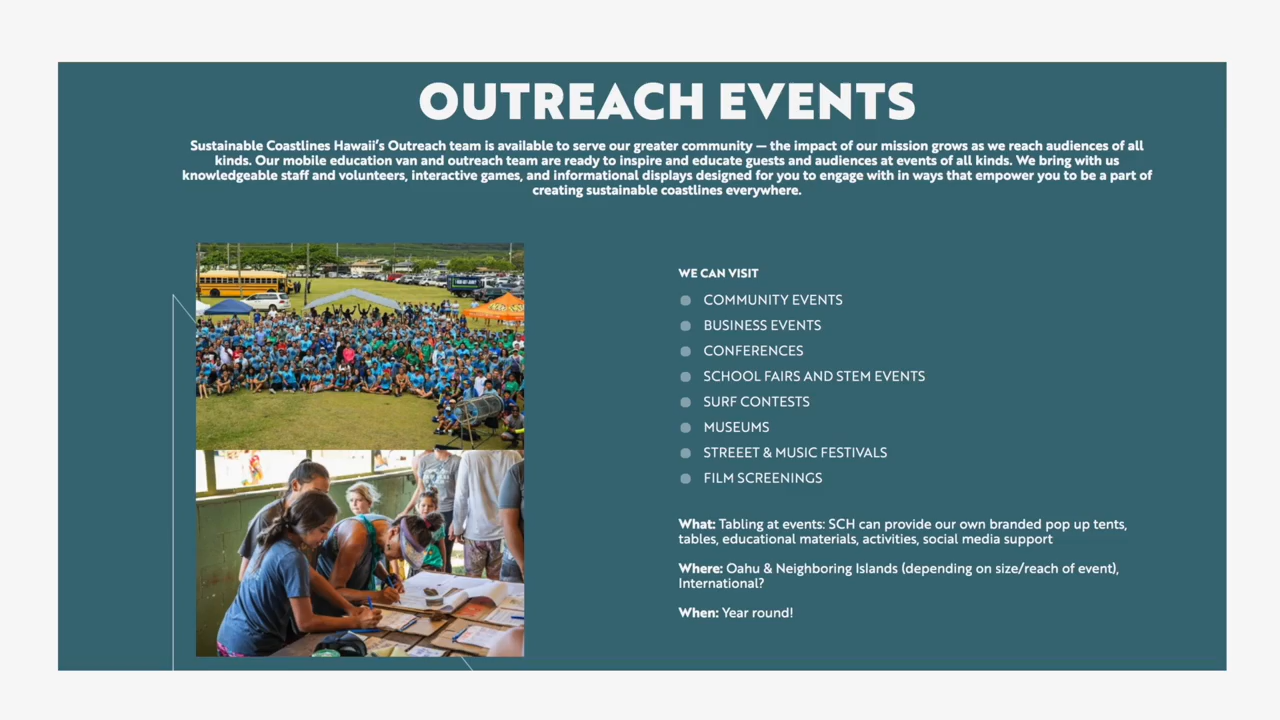 OUTREACH EVENTS
Sustainable Coastlines Hawaii's Outreach team is available to serve our greater community — the impact of our mission grows as we reach audiences of all
kinds. Our mobile education van and outreach team are ready to inspire and educate guests and audiences at events of all kinds. We bring with us
knowledgeable staff and volunteers, interactive games, and informational displays designed for you to engage with in ways that empower you to be a part of
creating sustainable coastlines everywhere.
WE CAN VISIT
COMMUNITY EVENTS
BUSINESS EVENTS
CONFERENCES
SCHOOL FAIRS AND STEM EVENTS
SURF CONTESTS
MUSEUMS
STREEET & MUSIC FESTIVALS
FILM SCREENINGS
What: Tabling at events: SCH can provide our own branded pop up tents,
tables, educational materials, activities, social media support
Where: Oahu & Neighboring Islands (depending on size/reach of event),
International?
When: Year round!